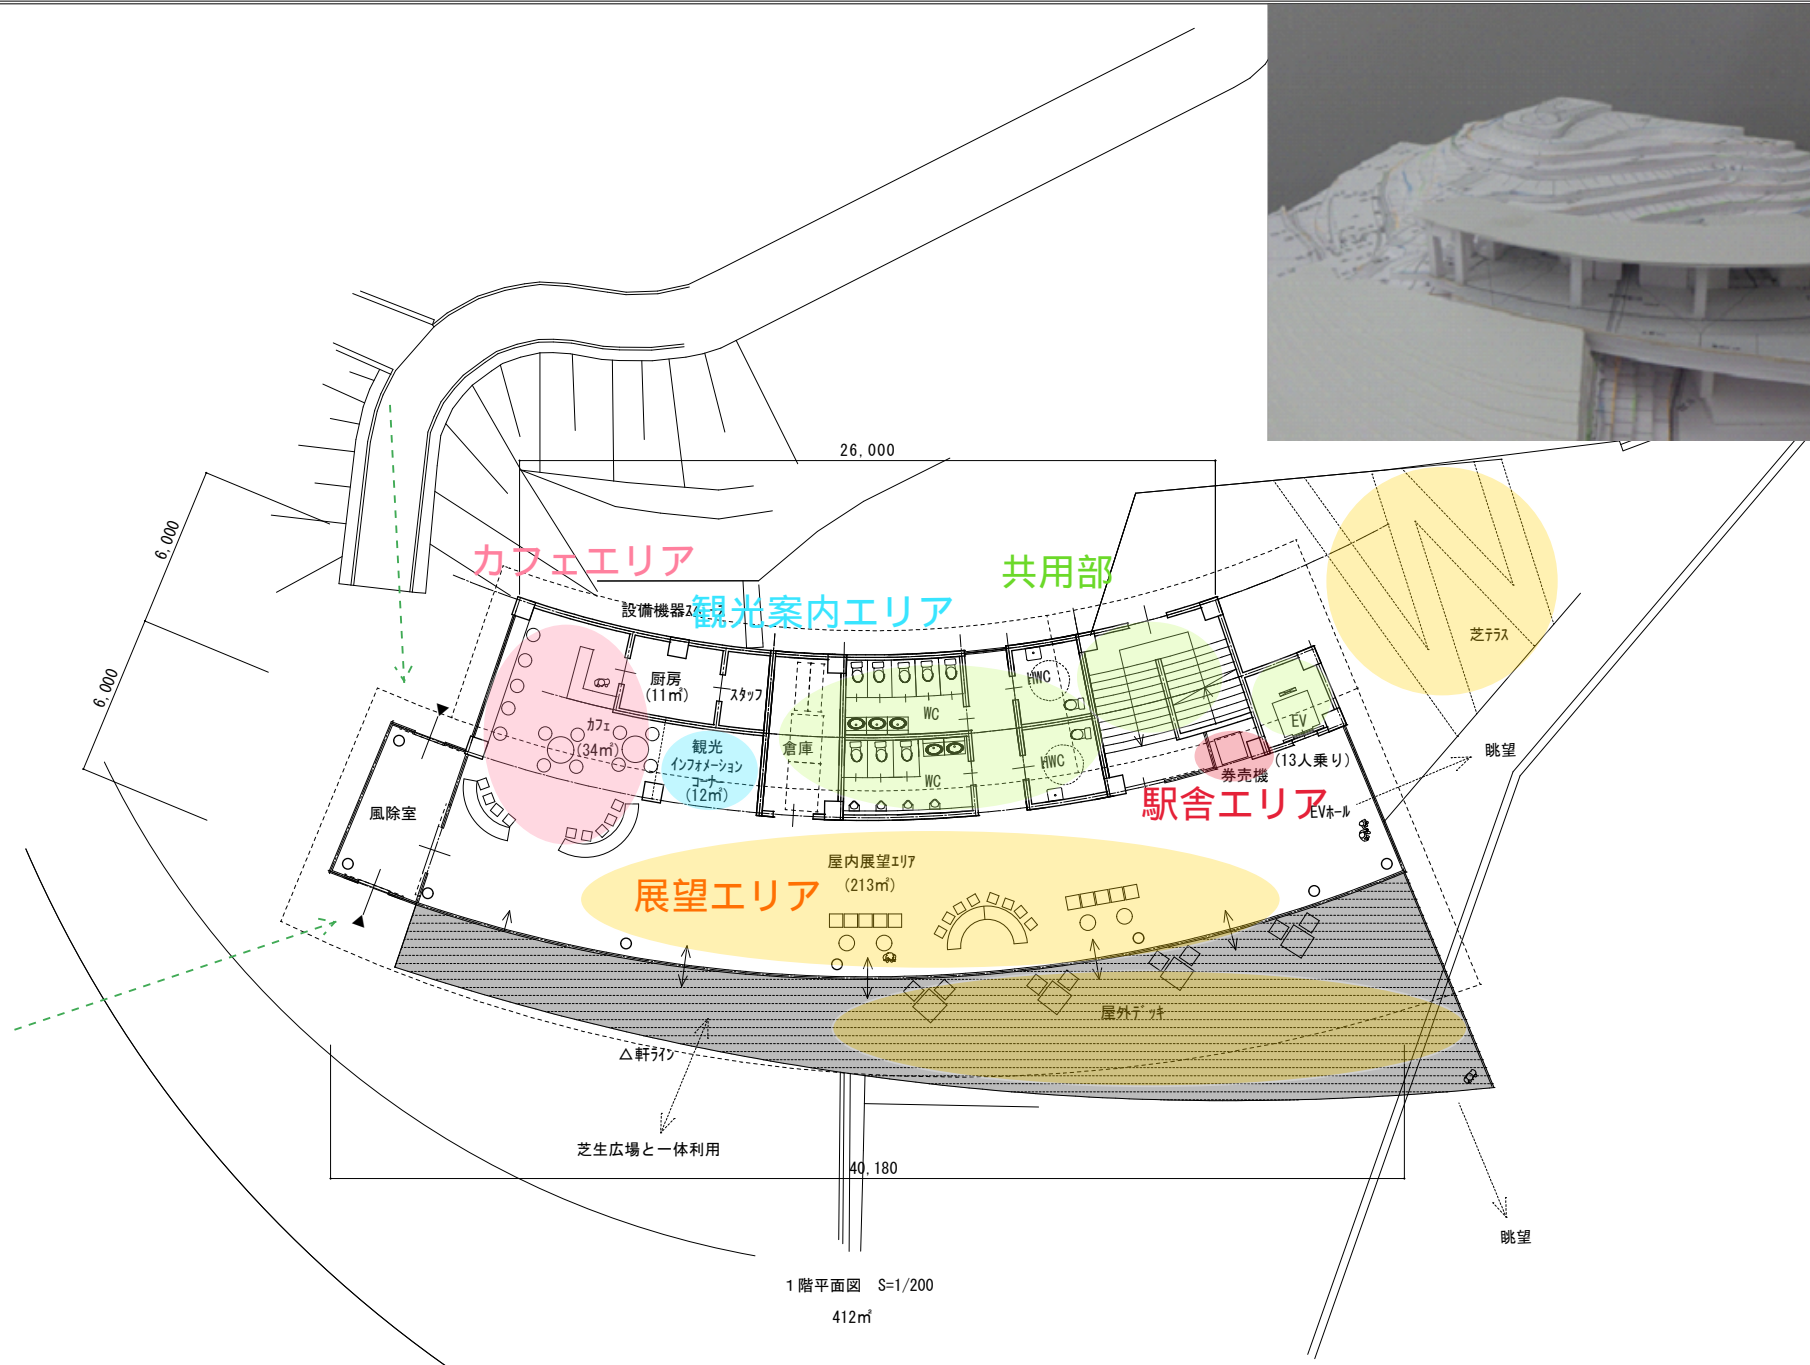 26,000
6,000
6,000
カフェエリア
共用部
設備機器ｽﾍﾟｰｽ
観光案内エリア
芝ﾃﾗｽ
厨房
(11㎡)
ｽﾀｯﾌ
HWC
WC
EV
ｶﾌｪ
(34㎡)
観光
ｲﾝﾌｫﾒｰｼｮﾝ
ｺｰﾅｰ
(12㎡)
倉庫
HWC
WC
眺望
(13人乗り)
券売機
駅舎エリア
EVﾎｰﾙ
風除室
屋内展望ｴﾘｱ
(213㎡)
展望エリア
屋外ﾃﾞｯｷ
△軒ﾗｲﾝ
芝生広場と一体利用
40,180
眺望
1階平面図 S=1/200
412㎡